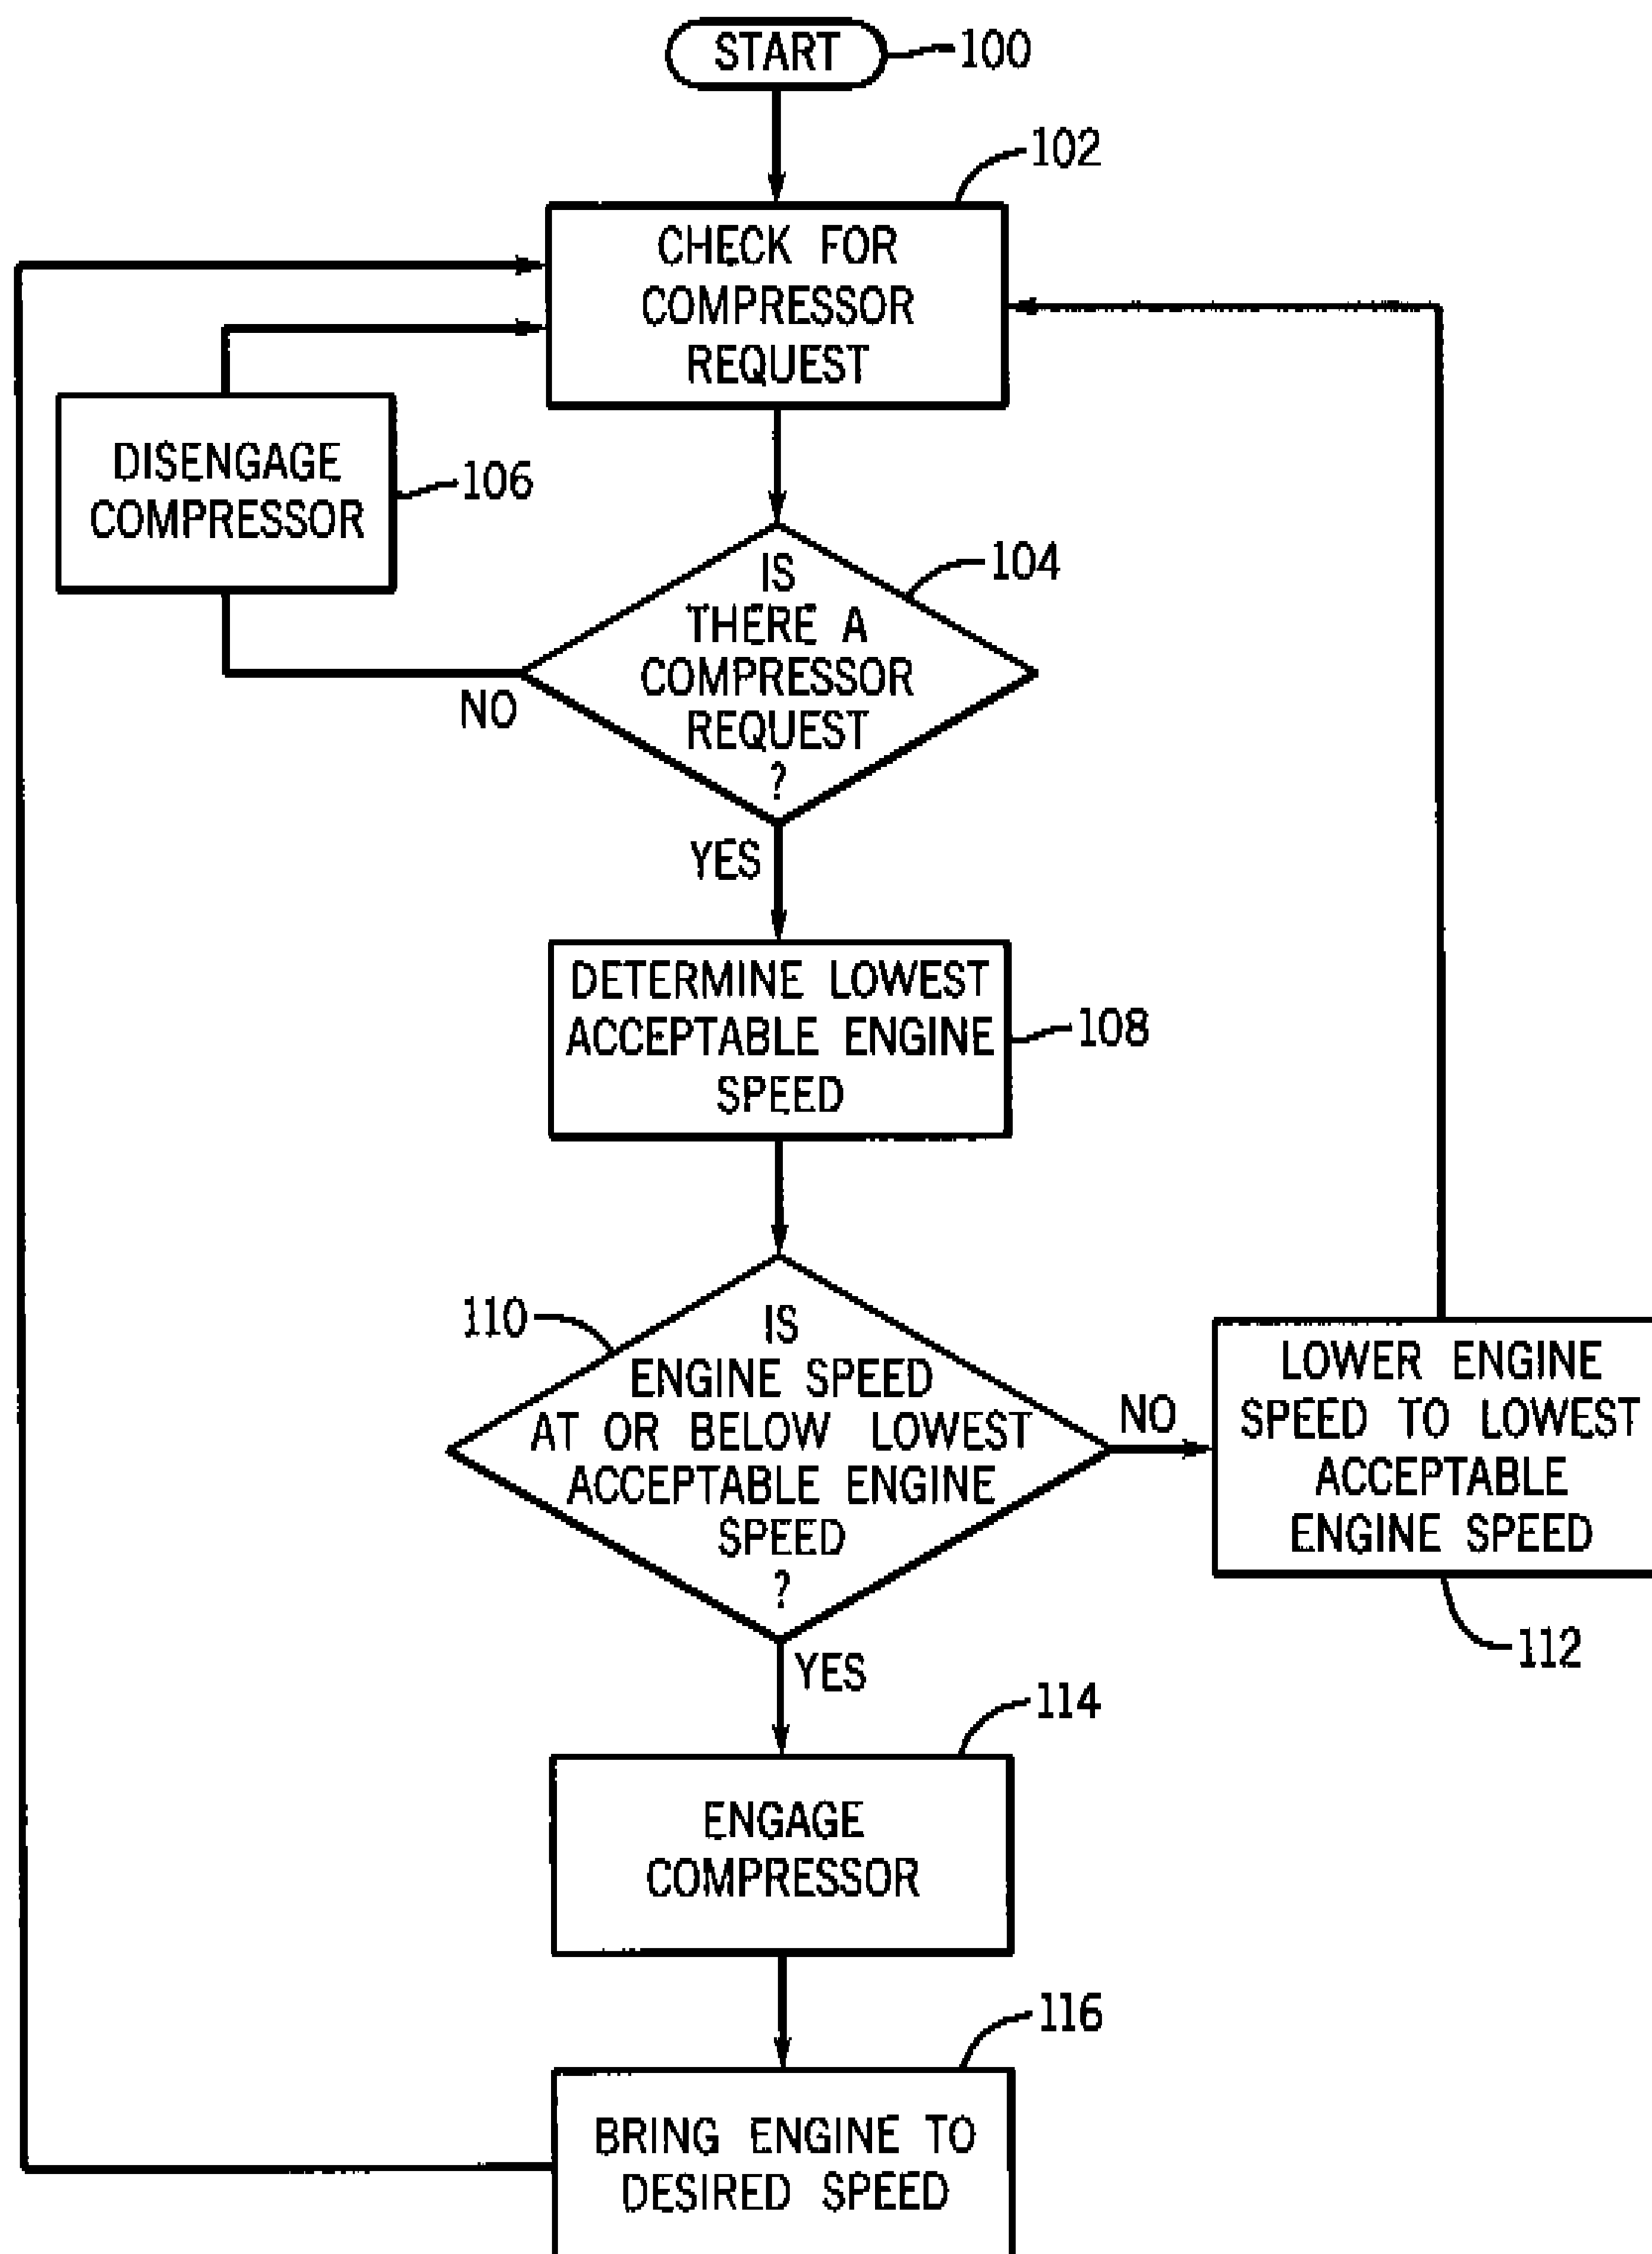 START
100
102
CHECK FOR
COMPRESSOR
REQUEST
DISENGAGE
COMPRESSOR
106
104
IS
THERE A
COMPRESSOR
REQUEST
?
NO
YES
DETERMINE LOWEST
ACCEPTABLE ENGINE
SPEED
108
110
IS
ENGINE SPEED
AT OR BELOW LOWEST
ACCEPTABLE ENGINE
SPEED
?
NO
LOWER ENGINE
SPEED TO LOWEST
ACCEPTABLE
ENGINE SPEED
112
YES
114
ENGAGE
COMPRESSOR
116
BRING ENGINE TO
DESIRED SPEED